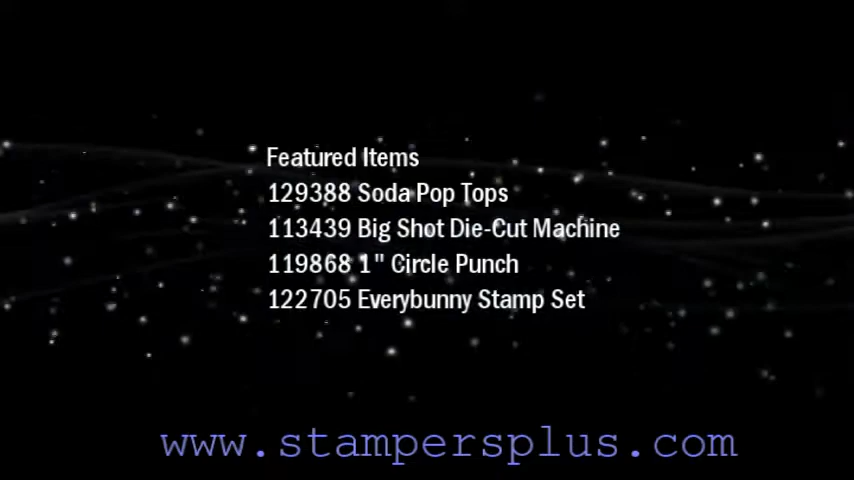 Featured Items
129388 Soda Pop Tops
113439 Big Shot Die-Cut Machine
119868 1" Circle Punch
122705 Everybunny Stamp Set
www.stampersplus.com